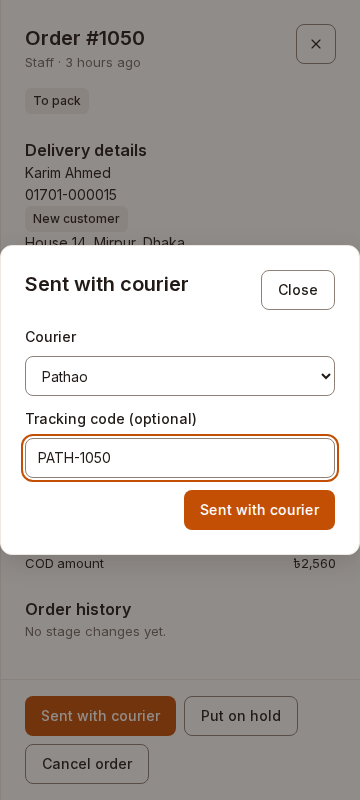 Order #1050
Staff · 3 hours ago
To pack
Delivery details
Karim Ahmed
01701-000015
New customer
House 14, Mirpur, Dhaka
Sent with courier
Close
Courier
Pathao
Tracking code (optional)
PATH-1050
Sent with courier
COD amount ৳2,560
Order history
No stage changes yet.
Sent with courier Put on hold
Cancel order